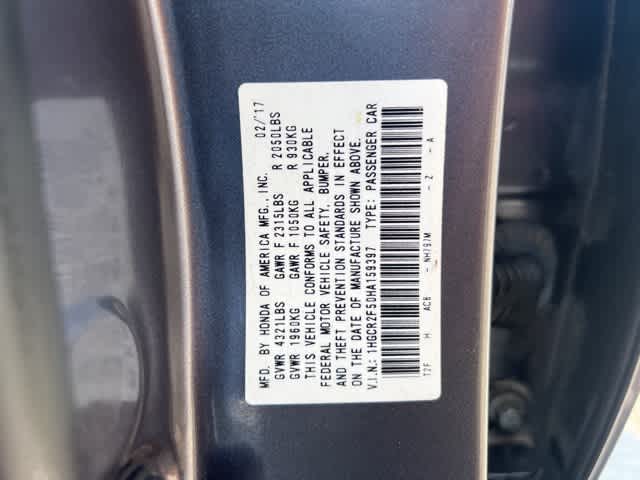 MFD. BY HONDA OF AMERICA MFG., INC. 02/'17
GVWR 4321LBS GAWR F 2315LBS R 2050LBS
GVWR 1960KG GAWR F 1050KG R 930KG
THIS VEHICLE CONFORMS TO ALL APPLICABLE
FEDERAL MOTOR VEHICLE SAFETY, BUMPER,
AND THEFT PREVENTION STANDARDS IN EFFECT
ON THE DATE OF MANUFACTURE SHOWN ABOVE.
V.I.N.: 1HGCR2F50HA159397 TYPE: PASSENGER CAR
T2F H ACB - NH797M - Z - A